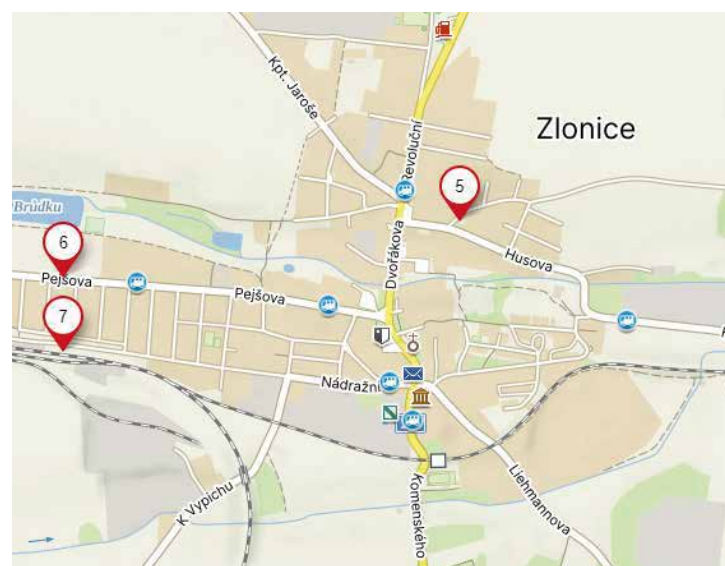 Kpt. Jaroše
Revoluční
Zlonice
5
Brůdku
Dvořákova
Husova
6
Pejšova
Pejšova
7
Nádražní
K Vypichu
Komenského
Liehmannova